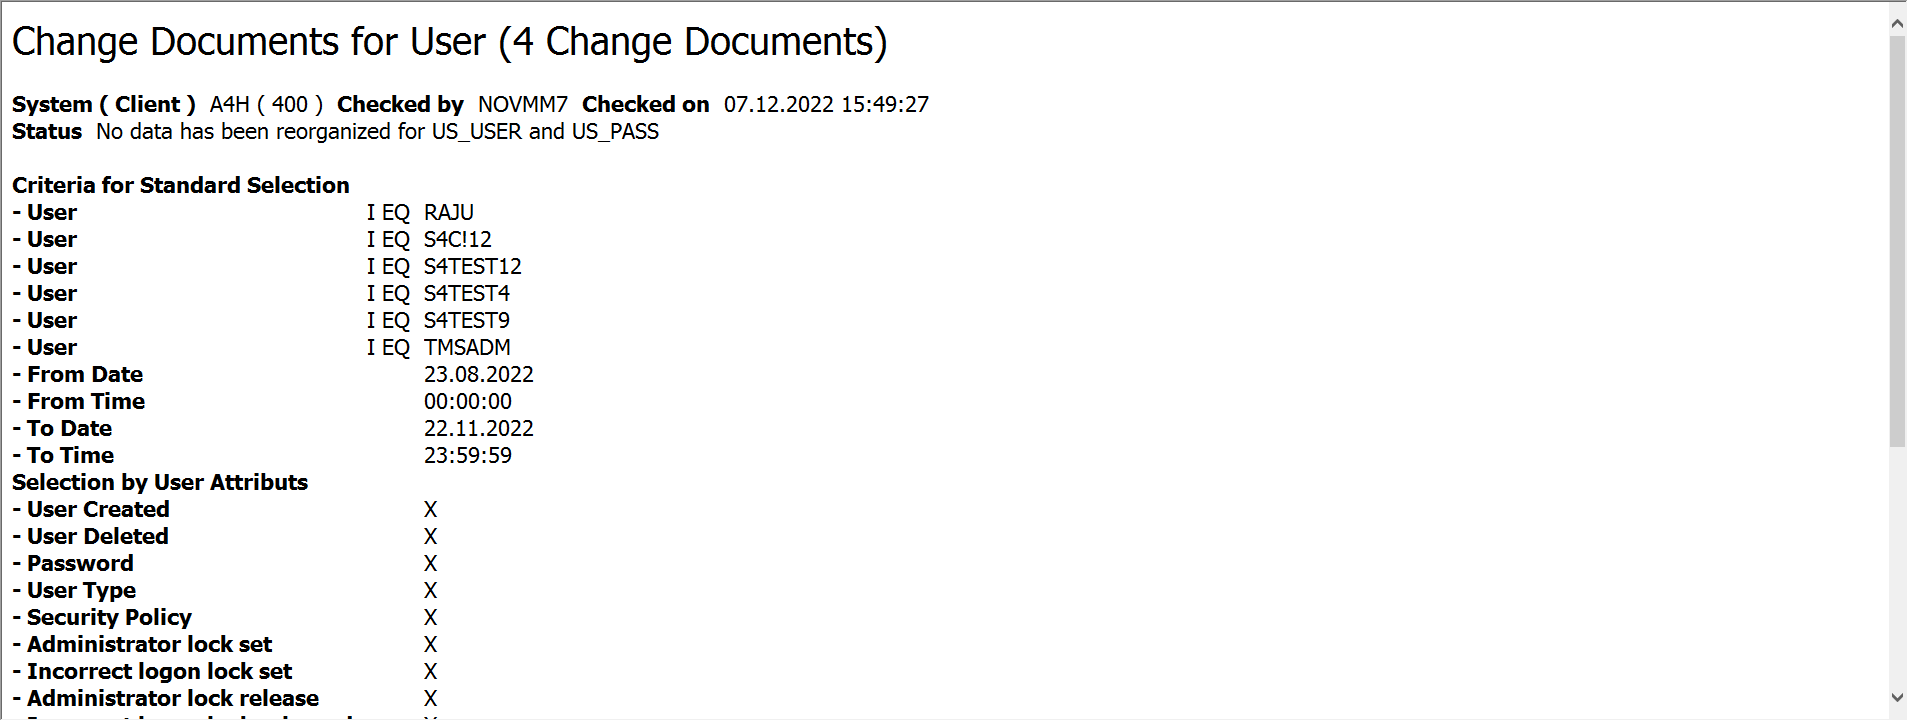 Change Documents for User (4 Change Documents)
System ( Client ) A4H ( 400 ) Checked by NOVMM7 Checked on 07.12.2022 15:49:27
Status No data has been reorganized for US_USER and US_PASS
Criteria for Standard Selection
- User I EQ RAJU
- User I EQ S4C!12
- User I EQ S4TEST12
- User I EQ S4TEST4
- User I EQ S4TEST9
- User I EQ TMSADM
- From Date 23.08.2022
- From Time 00:00:00
- To Date 22.11.2022
- To Time 23:59:59
Selection by User Attributs
- User Created X
- User Deleted X
- Password X
- User Type X
- Security Policy X
- Administrator lock set X
- Incorrect logon lock set X
- Administrator lock release X